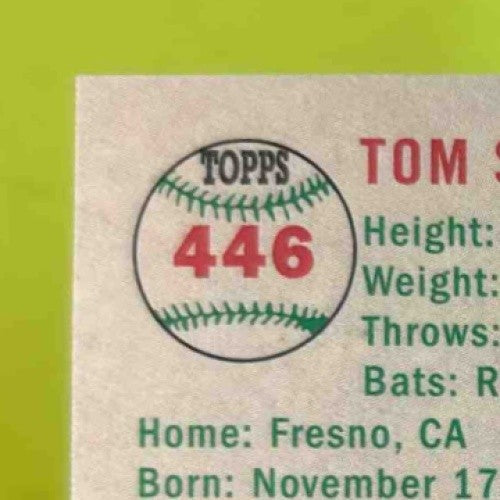 TOPPS
446
TOM S
Height:
Weight:
Throws:
Bats: R
Home: Fresno, CA
Born: November 17